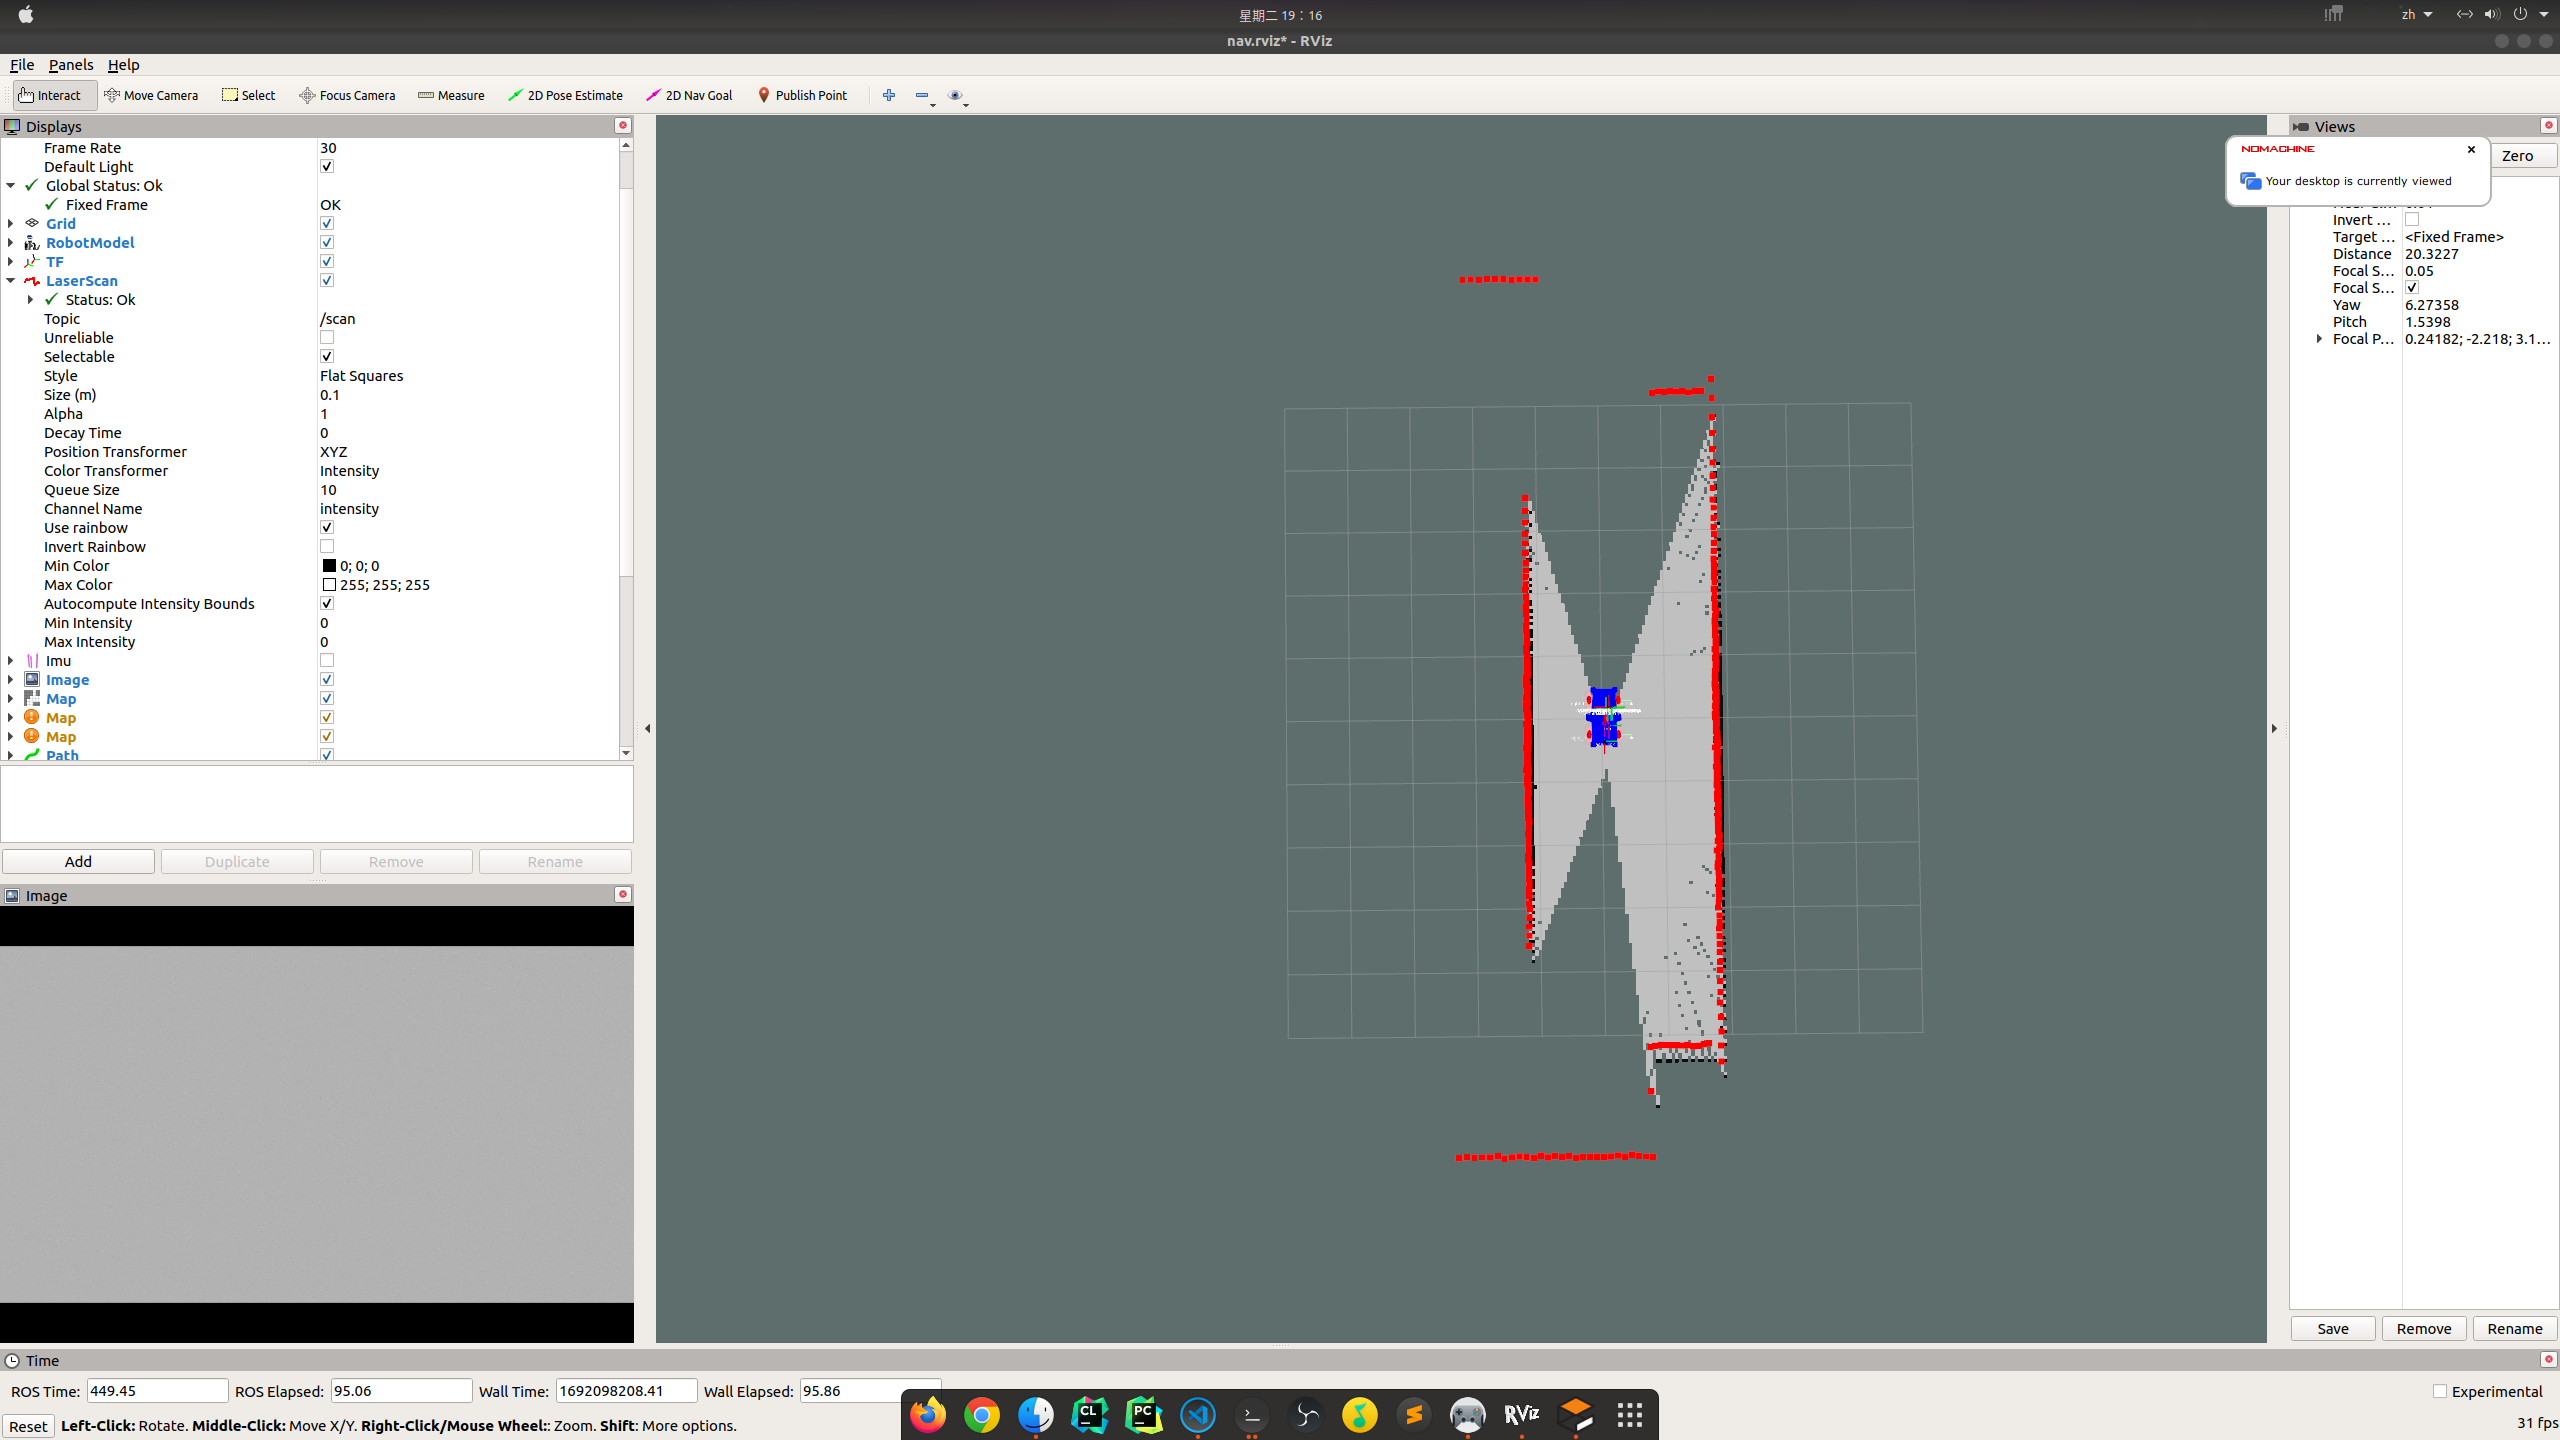 星期二 19：16
zh
nav.rviz* - RViz
File Panels Help
Interact Move Camera Select Focus Camera Measure 2D Pose Estimate 2D Nav Goal Publish Point
Displays
Frame Rate 30
Default Light
Global Status: Ok
Fixed Frame OK
Grid
RobotModel
TF
LaserScan
Status: Ok
Topic /scan
Unreliable
Selectable
Style Flat Squares
Size (m) 0.1
Alpha 1
Decay Time 0
Position Transformer XYZ
Color Transformer Intensity
Queue Size 10
Channel Name intensity
Use rainbow
Invert Rainbow
Min Color 0; 0; 0
Max Color 255; 255; 255
Autocompute Intensity Bounds
Min Intensity 0
Max Intensity 0
Imu
Image
Map
Map
Map
Path
Add Duplicate Remove Rename
Image
Views
Zero
NOMACHINE
Your desktop is currently viewed
Invert ...
Target ... <Fixed Frame>
Distance 20.3227
Focal S... 0.05
Focal S...
Yaw 6.27358
Pitch 1.5398
Focal P... 0.24182; -2.218; 3.1...
Save Remove Rename
Time
ROS Time: 449.45 ROS Elapsed: 95.06 Wall Time: 1692098208.41 Wall Elapsed: 95.86
Experimental
CL
PC
RViz
Reset Left-Click: Rotate. Middle-Click: Move X/Y. Right-Click/Mouse Wheel:: Zoom. Shift: More options.
31 fps